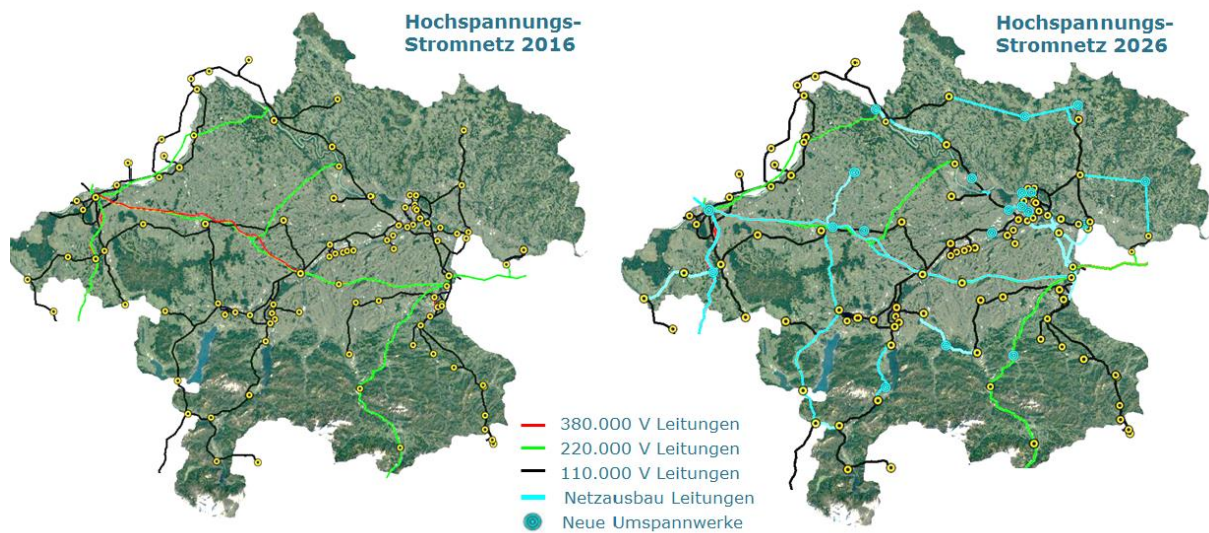 Hochspannungs-
Stromnetz 2016
Hochspannungs-
Stromnetz 2026
380.000 V Leitungen
220.000 V Leitungen
110.000 V Leitungen
Netzausbau Leitungen
Neue Umspannwerke